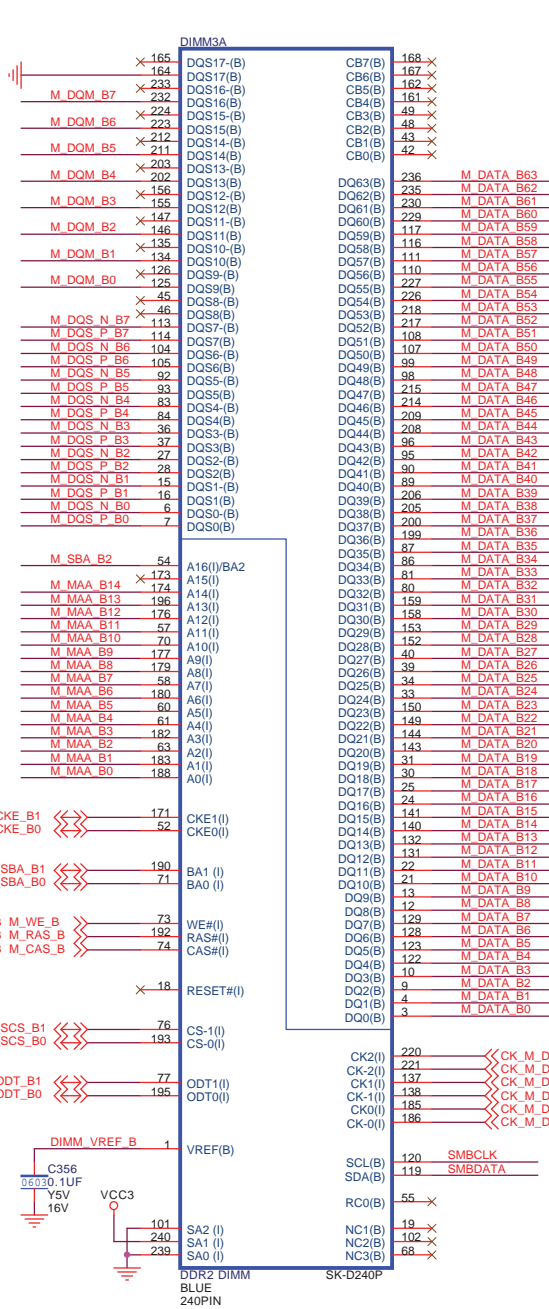 DIMM3A
165 DQS17-(B)
164 DQS17(B)
233 DQS16-(B)
M_DQM_B7 232 DQS16(B)
224 DQS15-(B)
M_DQM_B6 223 DQS15(B)
212 DQS14-(B)
M_DQM_B5 211 DQS14(B)
203 DQS13-(B)
M_DQM_B4 202 DQS13(B)
156 DQS12-(B)
M_DQM_B3 155 DQS12(B)
147 DQS11-(B)
M_DQM_B2 146 DQS11(B)
135 DQS10-(B)
M_DQM_B1 134 DQS10(B)
126 DQS9-(B)
M_DQM_B0 125 DQS9(B)
45 DQS8-(B)
46 DQS8(B)
M_DQS_N_B7 113 DQS7-(B)
M_DQS_P_B7 114 DQS7(B)
M_DQS_N_B6 104 DQS6-(B)
M_DQS_P_B6 105 DQS6(B)
M_DQS_N_B5 92 DQS5-(B)
M_DQS_P_B5 93 DQS5(B)
M_DQS_N_B4 83 DQS4-(B)
M_DQS_P_B4 84 DQS4(B)
M_DQS_N_B3 36 DQS3-(B)
M_DQS_P_B3 37 DQS3(B)
M_DQS_N_B2 27 DQS2-(B)
M_DQS_P_B2 28 DQS2(B)
M_DQS_N_B1 15 DQS1-(B)
M_DQS_P_B1 16 DQS1(B)
M_DQS_N_B0 6 DQS0-(B)
M_DQS_P_B0 7 DQS0(B)
M_SBA_B2 54 A16(I)/BA2
173 A15(I)
M_MAA_B14 174 A14(I)
M_MAA_B13 196 A13(I)
M_MAA_B12 176 A12(I)
M_MAA_B11 57 A11(I)
M_MAA_B10 70 A10(I)
M_MAA_B9 177 A9(I)
M_MAA_B8 179 A8(I)
M_MAA_B7 58 A7(I)
M_MAA_B6 180 A6(I)
M_MAA_B5 60 A5(I)
M_MAA_B4 61 A4(I)
M_MAA_B3 182 A3(I)
M_MAA_B2 63 A2(I)
M_MAA_B1 183 A1(I)
M_MAA_B0 188 A0(I)
CKE_B1 171 CKE1(I)
CKE_B0 52 CKE0(I)
SBA_B1 190 BA1 (I)
SBA_B0 71 BA0 (I)
M_WE_B 73 WE#(I)
M_RAS_B 192 RAS#(I)
M_CAS_B 74 CAS#(I)
18 RESET#(I)
SCS_B1 76 CS-1(I)
SCS_B0 193 CS-0(I)
ODT_B1 77 ODT1(I)
ODT_B0 195 ODT0(I)
DIMM_VREF_B 1 VREF(B)
C356
0603 0.1UF
Y5V
16V
VCC3
101 SA2 (I)
240 SA1 (I)
239 SA0 (I)
CB7(B) 168
CB6(B) 167
CB5(B) 162
CB4(B) 161
CB3(B) 49
CB2(B) 48
CB1(B) 43
CB0(B) 42
DQ63(B) 236 M_DATA_B63
DQ62(B) 235 M_DATA_B62
DQ61(B) 230 M_DATA_B61
DQ60(B) 229 M_DATA_B60
DQ59(B) 117 M_DATA_B59
DQ58(B) 116 M_DATA_B58
DQ57(B) 111 M_DATA_B57
DQ56(B) 110 M_DATA_B56
DQ55(B) 227 M_DATA_B55
DQ54(B) 226 M_DATA_B54
DQ53(B) 218 M_DATA_B53
DQ52(B) 217 M_DATA_B52
DQ51(B) 108 M_DATA_B51
DQ50(B) 107 M_DATA_B50
DQ49(B) 99 M_DATA_B49
DQ48(B) 98 M_DATA_B48
DQ47(B) 215 M_DATA_B47
DQ46(B) 214 M_DATA_B46
DQ45(B) 209 M_DATA_B45
DQ44(B) 208 M_DATA_B44
DQ43(B) 96 M_DATA_B43
DQ42(B) 95 M_DATA_B42
DQ41(B) 90 M_DATA_B41
DQ40(B) 89 M_DATA_B40
DQ39(B) 206 M_DATA_B39
DQ38(B) 205 M_DATA_B38
DQ37(B) 200 M_DATA_B37
DQ36(B) 199 M_DATA_B36
DQ35(B) 87 M_DATA_B35
DQ34(B) 86 M_DATA_B34
DQ33(B) 81 M_DATA_B33
DQ32(B) 80 M_DATA_B32
DQ31(B) 159 M_DATA_B31
DQ30(B) 158 M_DATA_B30
DQ29(B) 153 M_DATA_B29
DQ28(B) 152 M_DATA_B28
DQ27(B) 40 M_DATA_B27
DQ26(B) 39 M_DATA_B26
DQ25(B) 34 M_DATA_B25
DQ24(B) 33 M_DATA_B24
DQ23(B) 150 M_DATA_B23
DQ22(B) 149 M_DATA_B22
DQ21(B) 144 M_DATA_B21
DQ20(B) 143 M_DATA_B20
DQ19(B) 31 M_DATA_B19
DQ18(B) 30 M_DATA_B18
DQ17(B) 25 M_DATA_B17
DQ16(B) 24 M_DATA_B16
DQ15(B) 141 M_DATA_B15
DQ14(B) 140 M_DATA_B14
DQ13(B) 132 M_DATA_B13
DQ12(B) 131 M_DATA_B12
DQ11(B) 22 M_DATA_B11
DQ10(B) 21 M_DATA_B10
DQ9(B) 13 M_DATA_B9
DQ8(B) 12 M_DATA_B8
DQ7(B) 129 M_DATA_B7
DQ6(B) 128 M_DATA_B6
DQ5(B) 123 M_DATA_B5
DQ4(B) 122 M_DATA_B4
DQ3(B) 10 M_DATA_B3
DQ2(B) 9 M_DATA_B2
DQ1(B) 4 M_DATA_B1
DQ0(B) 3 M_DATA_B0
CK2(I) 220 CK_M_D
CK-2(I) 221 CK_M_D
CK1(I) 137 CK_M_D
CK-1(I) 138 CK_M_D
CK0(I) 185 CK_M_D
CK-0(I) 186 CK_M_D
SCL(B) 120 SMBCLK
SDA(B) 119 SMBDATA
RC0(B) 55
NC1(B) 19
NC2(B) 102
NC3(B) 68
DDR2 DIMM SK-D240P
BLUE
240PIN